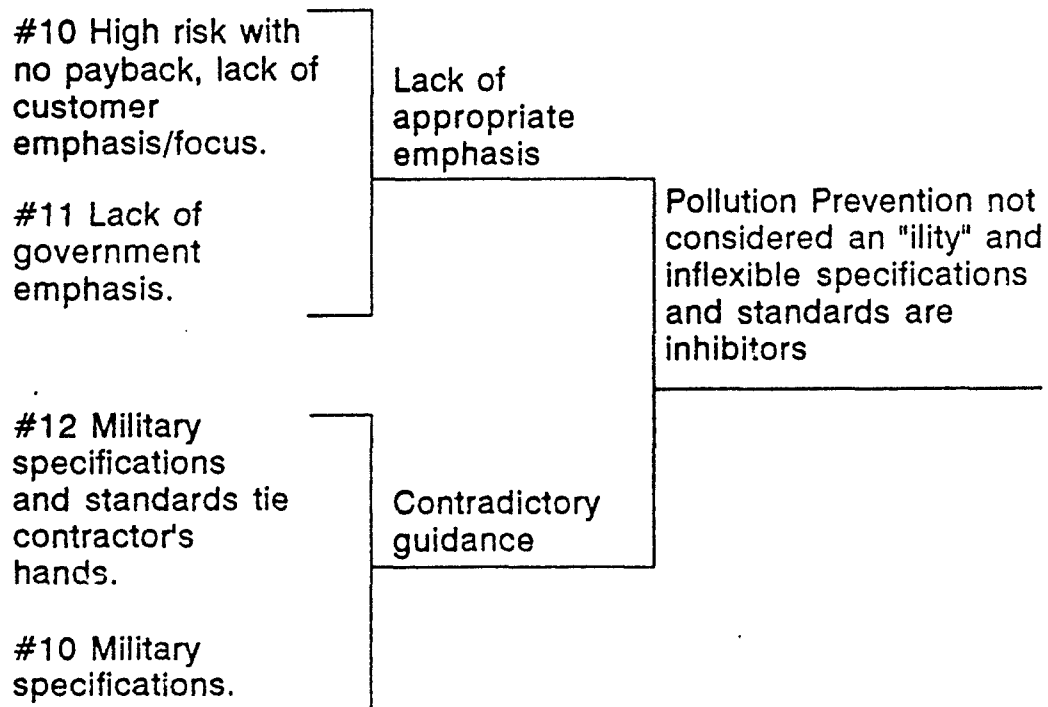 #10 High risk with
no payback, lack of
customer
emphasis/focus.
#11 Lack of
government
emphasis.
#12 Military
specifications
and standards tie
contractor's
hands.
#10 Military
specifications.
Lack of
appropriate
emphasis
Contradictory
guidance
Pollution Prevention not
considered an "ility" and
inflexible specifications
and standards are
inhibitors